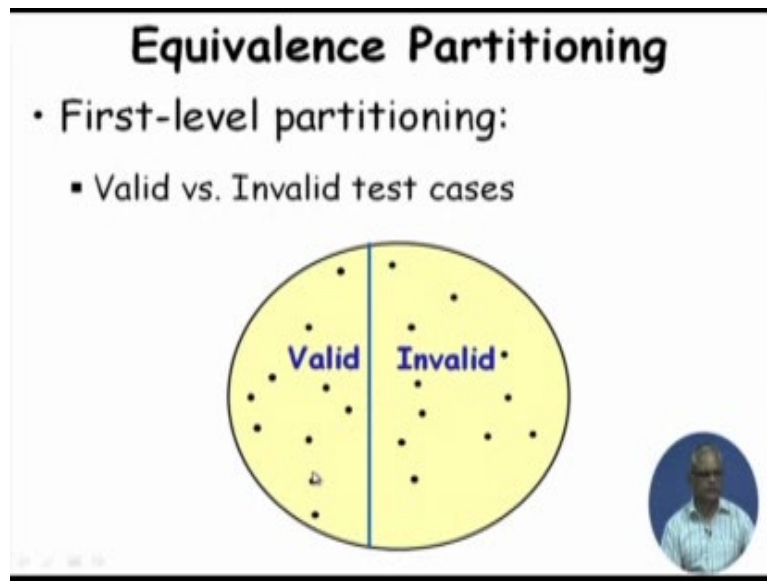 Equivalence Partitioning
• First-level partitioning:
▪ Valid vs. Invalid test cases
Valid Invalid